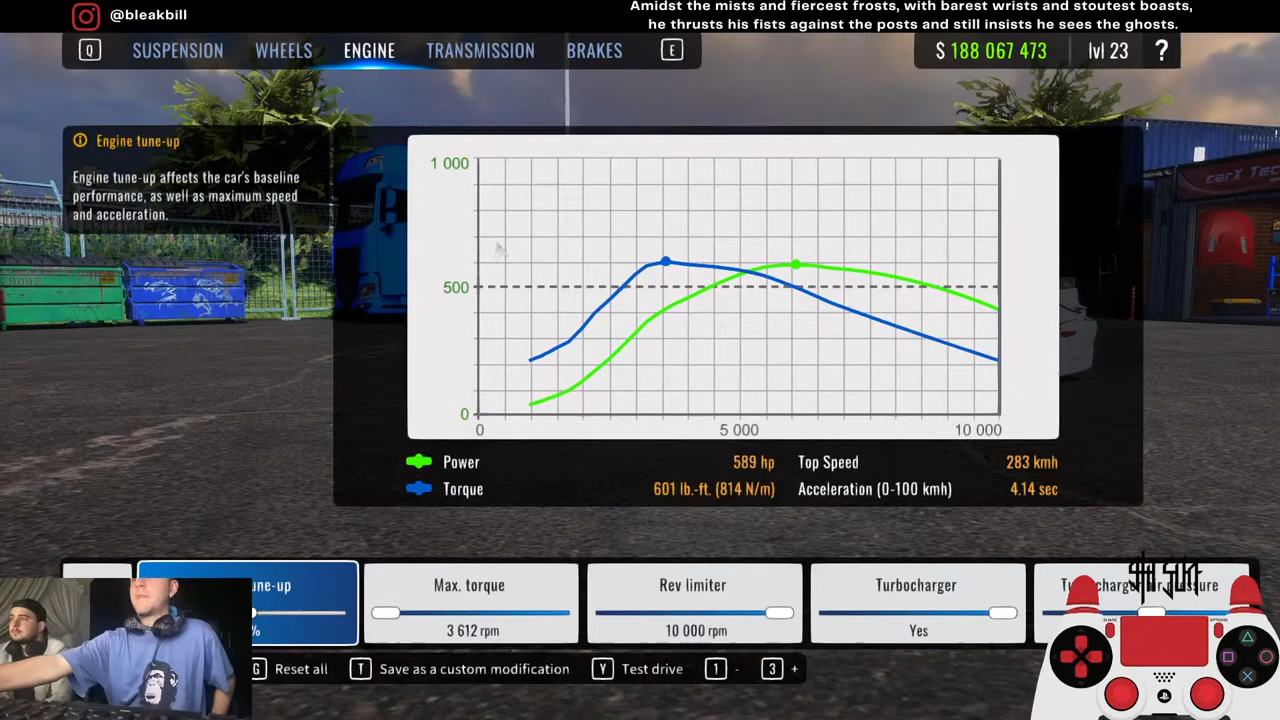 @bleakbill
Amidst the mists and fiercest frosts, with barest wrists and stoutest boasts,
he thrusts his fists against the posts and still insists he sees the ghosts.
Q SUSPENSION WHEELS ENGINE TRANSMISSION BRAKES E
$ 188 067 473 lvl 23 ?
Engine tune-up
Engine tune-up affects the car's baseline
performance, as well as maximum speed
and acceleration.
1 000
500
0
0 5 000 10 000
Power 589 hp Top Speed 283 kmh
Torque 601 lb.-ft. (814 N/m) Acceleration (0-100 kmh) 4.14 sec
Max. torque
3 612 rpm
Rev limiter
10 000 rpm
Turbocharger
Yes
G Reset all T Save as a custom modification Y Test drive 1 - 3 +
SHARE OPTIONS